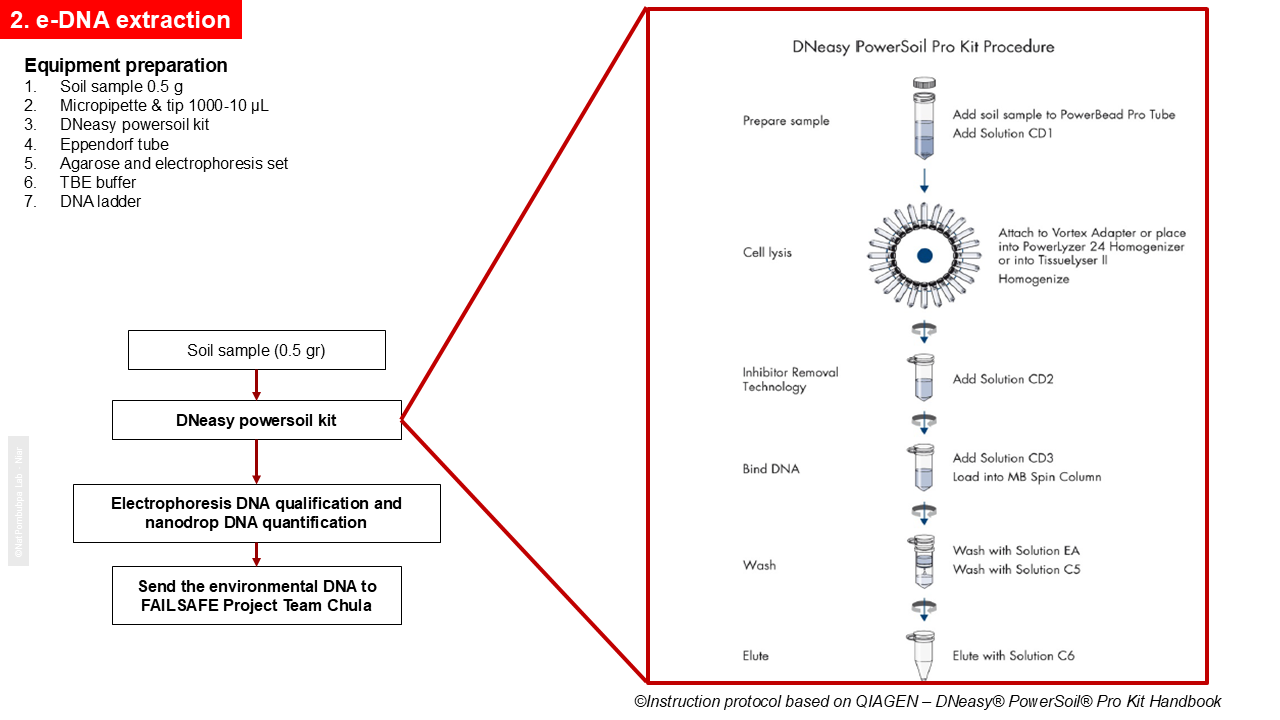 2. e-DNA extraction
Equipment preparation
1. Soil sample 0.5 g
2. Micropipette & tip 1000-10 µL
3. DNeasy powersoil kit
4. Eppendorf tube
5. Agarose and electrophoresis set
6. TBE buffer
7. DNA ladder
Soil sample (0.5 gr)
DNeasy powersoil kit
Electrophoresis DNA qualification and
nanodrop DNA quantification
Send the environmental DNA to
FAILSAFE Project Team Chula
DNeasy PowerSoil Pro Kit Procedure
Prepare sample
Add soil sample to PowerBead Pro Tube
Add Solution CD1
Cell lysis
Attach to Vortex Adapter or place
into PowerLyzer 24 Homogenizer
or into TissueLyser II
Homogenize
Inhibitor Removal
Technology
Add Solution CD2
Bind DNA
Add Solution CD3
Load into MB Spin Column
Wash
Wash with Solution EA
Wash with Solution C5
Elute
Elute with Solution C6
©Instruction protocol based on QIAGEN – DNeasy® PowerSoil® Pro Kit Handbook